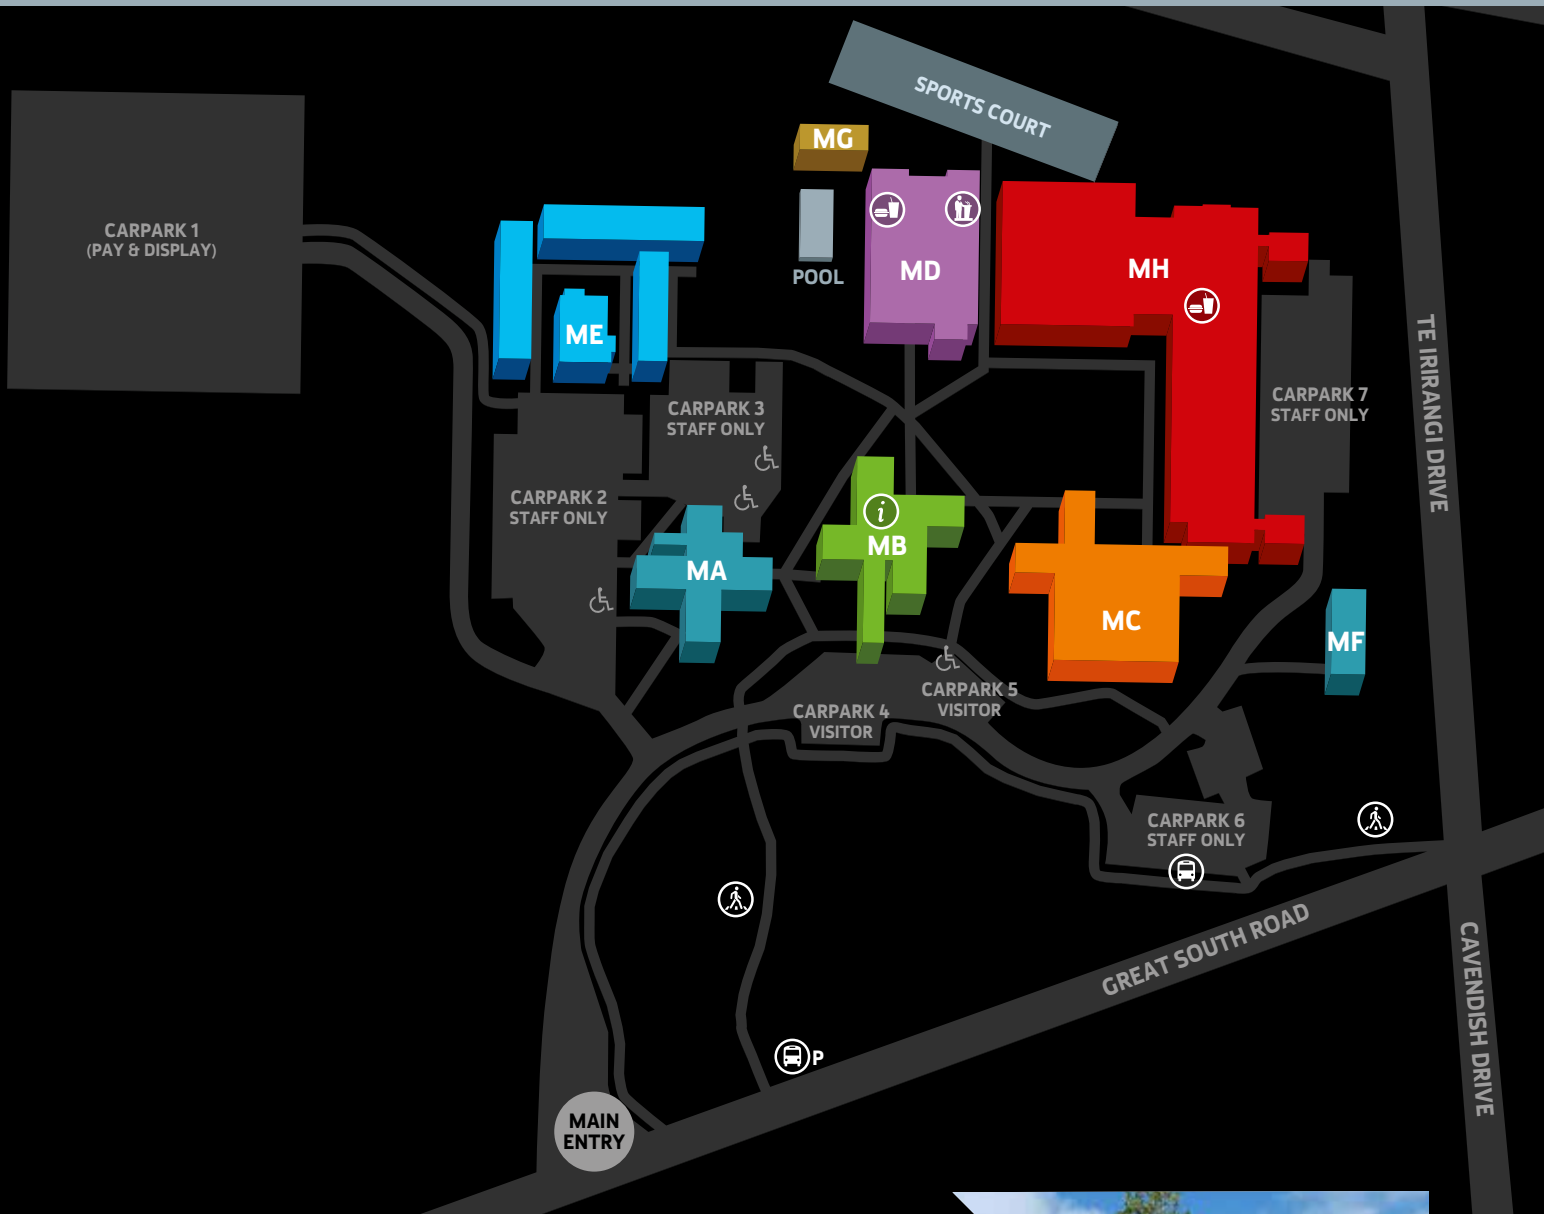 SPORTS COURT
MG
CARPARK 1
(PAY & DISPLAY)
POOL
MD
MH
ME
CARPARK 3
STAFF ONLY
CARPARK 7
STAFF ONLY
TE IRIRANGI DRIVE
CARPARK 2
STAFF ONLY
i
MB
MA
MC
MF
CARPARK 5
VISITOR
CARPARK 4
VISITOR
CARPARK 6
STAFF ONLY
GREAT SOUTH ROAD
CAVENDISH DRIVE
P
MAIN
ENTRY